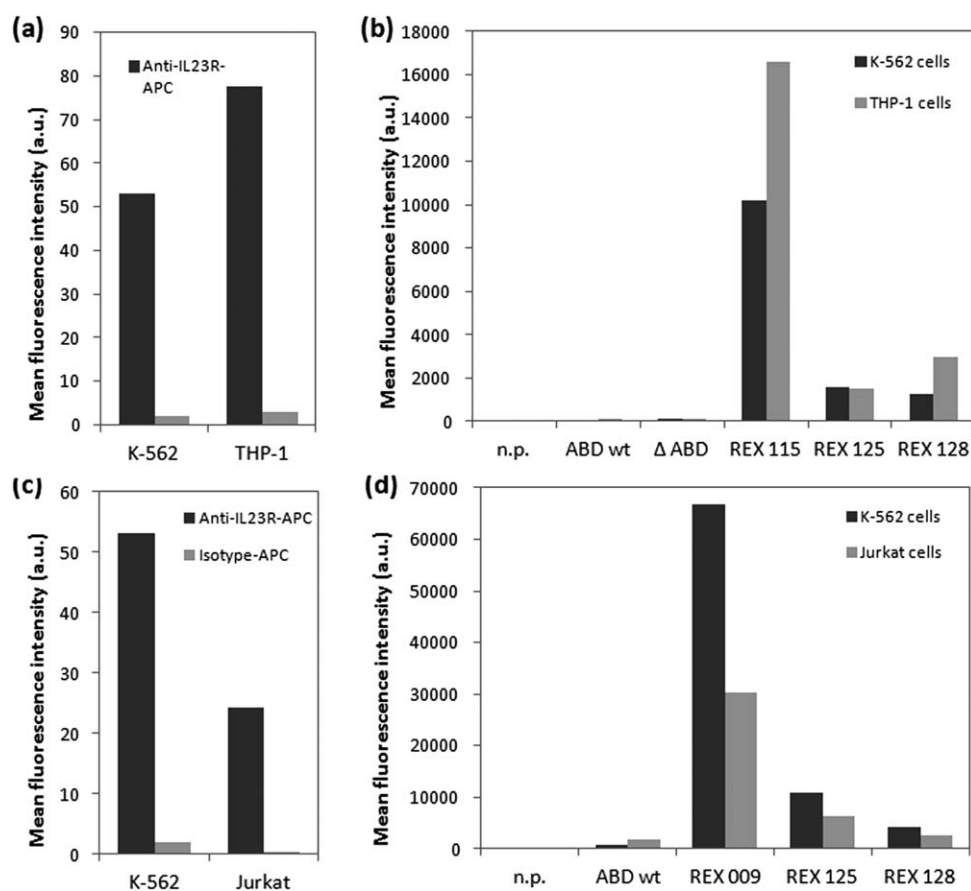 (a)
Mean fluorescence intensity (a.u.)
90
80
70
60
50
40
30
20
10
0
Anti-IL23R-
APC
K-562 THP-1
(b)
Mean fluorescence intensity (a.u.)
18000
16000
14000
12000
10000
8000
6000
4000
2000
0
K-562 cells
THP-1 cells
n.p. ABD wt Δ ABD REX 115 REX 125 REX 128
(c)
Mean fluorescence intensity (a.u.)
60
50
40
30
20
10
0
Anti-IL23R-APC
Isotype-APC
K-562 Jurkat
(d)
Mean fluorescence intensity (a.u.)
70000
60000
50000
40000
30000
20000
10000
0
K-562 cells
Jurkat cells
n.p. ABD wt REX 009 REX 125 REX 128